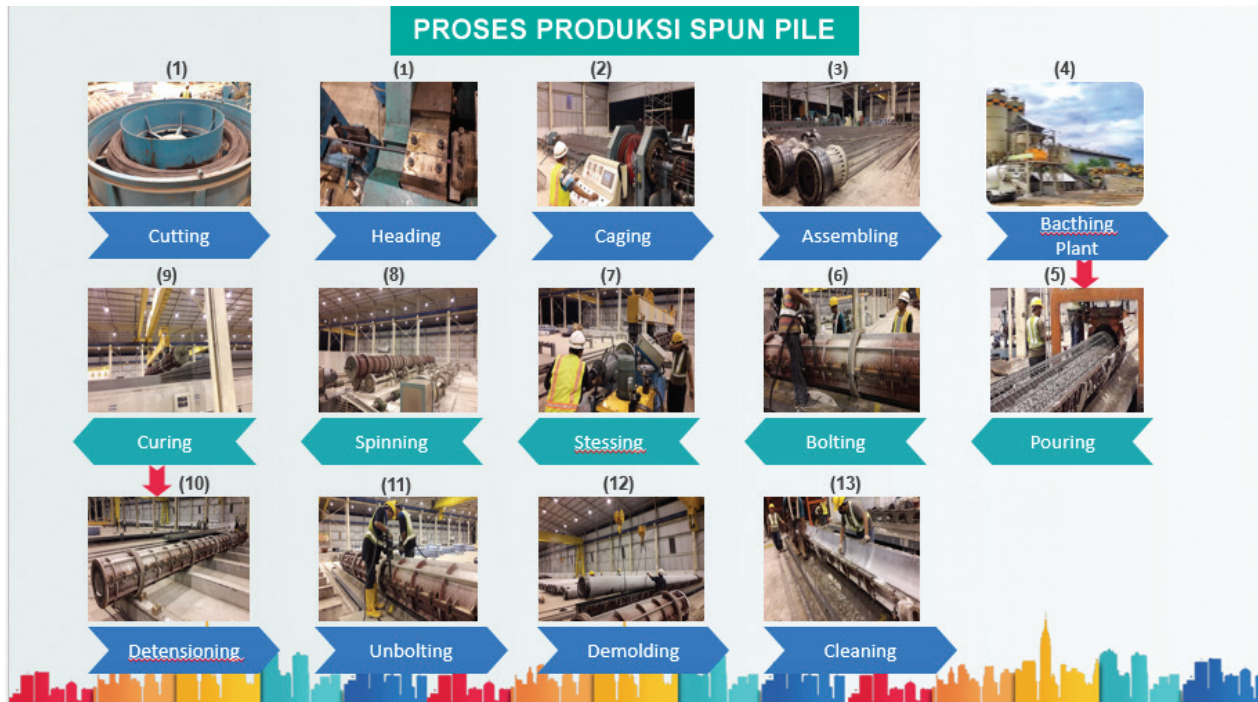 PROSES PRODUKSI SPUN PILE
(1)
(1)
(2)
(3)
(4)
Cutting
Heading
Caging
Assembling
Bacthing
Plant
(9)
(8)
(7)
(6)
(5)
Curing
Spinning
Stessing
Bolting
Pouring
(10)
(11)
(12)
(13)
Detensioning
Unbolting
Demolding
Cleaning